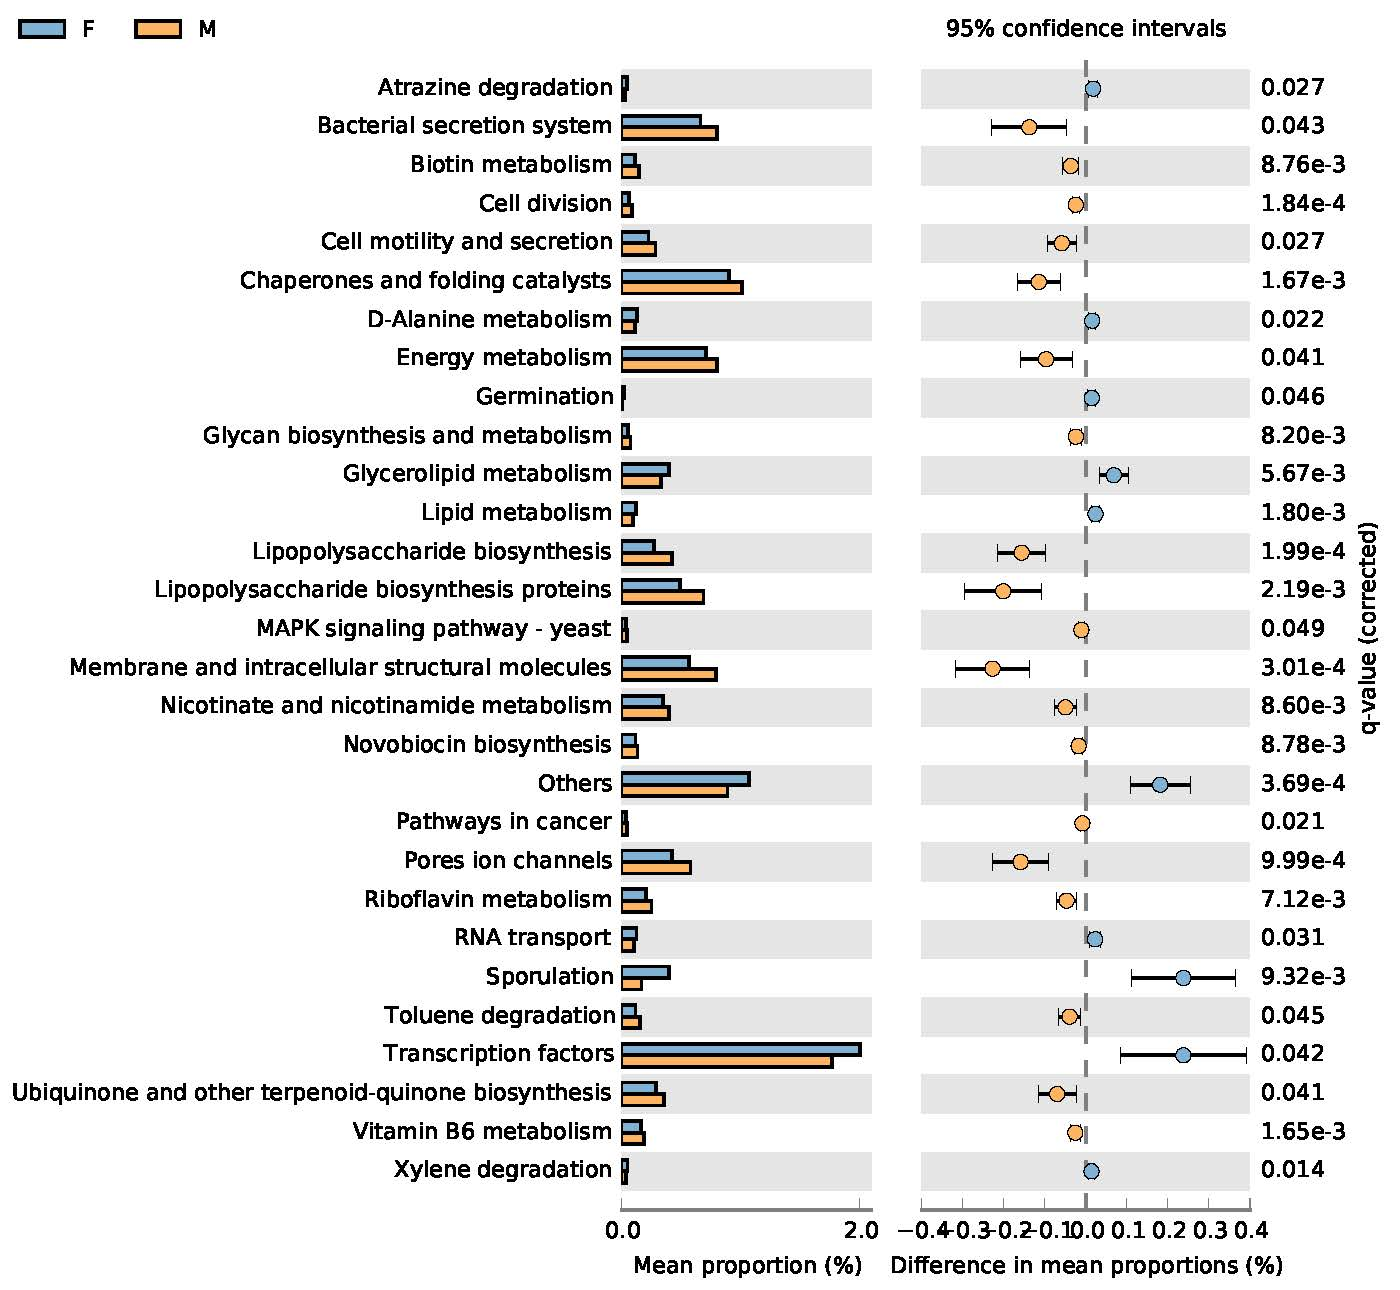 F M 95% confidence intervals
Atrazine degradation 0.027
Bacterial secretion system 0.043
Biotin metabolism 8.76e-3
Cell division 1.84e-4
Cell motility and secretion 0.027
Chaperones and folding catalysts 1.67e-3
D-Alanine metabolism 0.022
Energy metabolism 0.041
Germination 0.046
Glycan biosynthesis and metabolism 8.20e-3
Glycerolipid metabolism 5.67e-3
Lipid metabolism 1.80e-3
Lipopolysaccharide biosynthesis 1.99e-4
Lipopolysaccharide biosynthesis proteins 2.19e-3
MAPK signaling pathway - yeast 0.049
Membrane and intracellular structural molecules 3.01e-4
Nicotinate and nicotinamide metabolism 8.60e-3
Novobiocin biosynthesis 8.78e-3
Others 3.69e-4
Pathways in cancer 0.021
Pores ion channels 9.99e-4
Riboflavin metabolism 7.12e-3
RNA transport 0.031
Sporulation 9.32e-3
Toluene degradation 0.045
Transcription factors 0.042
Ubiquinone and other terpenoid-quinone biosynthesis 0.041
Vitamin B6 metabolism 1.65e-3
Xylene degradation 0.014
q-value (corrected)
0.0 2.0 −0.4 −0.3 −0.2 −0.1 0.0 0.1 0.2 0.3 0.4
Mean proportion (%) Difference in mean proportions (%)